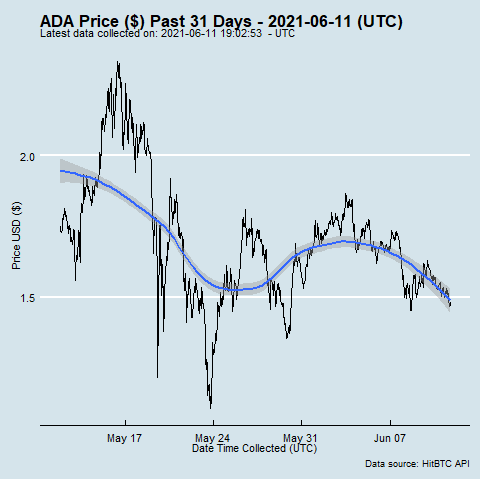 ADA Price ($) Past 31 Days - 2021-06-11 (UTC)
Latest data collected on: 2021-06-11 19:02:53 - UTC
2.0
Price USD ($)
1.5
May 17 May 24 May 31 Jun 07
Date Time Collected (UTC)
Data source: HitBTC API